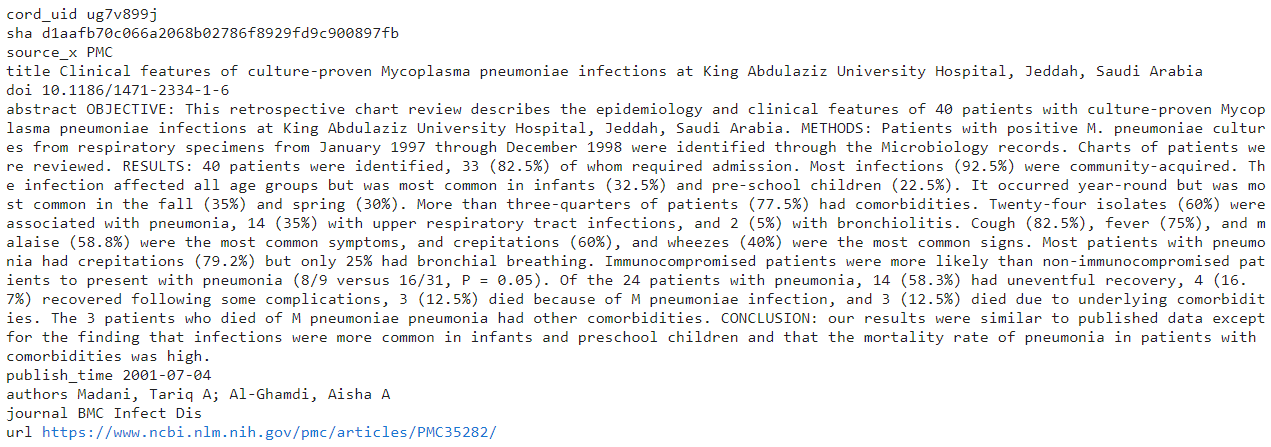 cord_uid ug7v899j
sha d1aafb70c066a2068b02786f8929fd9c900897fb
source_x PMC
title Clinical features of culture-proven Mycoplasma pneumoniae infections at King Abdulaziz University Hospital, Jeddah, Saudi Arabia
doi 10.1186/1471-2334-1-6
abstract OBJECTIVE: This retrospective chart review describes the epidemiology and clinical features of 40 patients with culture-proven Mycop
lasma pneumoniae infections at King Abdulaziz University Hospital, Jeddah, Saudi Arabia. METHODS: Patients with positive M. pneumoniae cultur
es from respiratory specimens from January 1997 through December 1998 were identified through the Microbiology records. Charts of patients we
re reviewed. RESULTS: 40 patients were identified, 33 (82.5%) of whom required admission. Most infections (92.5%) were community-acquired. Th
e infection affected all age groups but was most common in infants (32.5%) and pre-school children (22.5%). It occurred year-round but was mo
st common in the fall (35%) and spring (30%). More than three-quarters of patients (77.5%) had comorbidities. Twenty-four isolates (60%) were
associated with pneumonia, 14 (35%) with upper respiratory tract infections, and 2 (5%) with bronchiolitis. Cough (82.5%), fever (75%), and m
alaise (58.8%) were the most common symptoms, and crepitations (60%), and wheezes (40%) were the most common signs. Most patients with pneumo
nia had crepitations (79.2%) but only 25% had bronchial breathing. Immunocompromised patients were more likely than non-immunocompromised pat
ients to present with pneumonia (8/9 versus 16/31, P = 0.05). Of the 24 patients with pneumonia, 14 (58.3%) had uneventful recovery, 4 (16.
7%) recovered following some complications, 3 (12.5%) died because of M pneumoniae infection, and 3 (12.5%) died due to underlying comorbidit
ies. The 3 patients who died of M pneumoniae pneumonia had other comorbidities. CONCLUSION: our results were similar to published data except
for the finding that infections were more common in infants and preschool children and that the mortality rate of pneumonia in patients with
comorbidities was high.
publish_time 2001-07-04
authors Madani, Tariq A; Al-Ghamdi, Aisha A
journal BMC Infect Dis
url https://www.ncbi.nlm.nih.gov/pmc/articles/PMC35282/